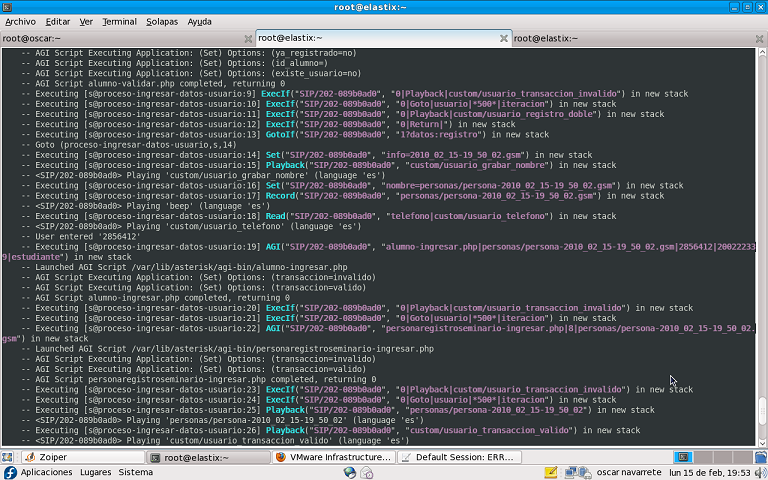 root@elastix:~
Archivo Editar Ver Terminal Solapas Ayuda
root@oscar:~ root@elastix:~ root@elastix:~
-- AGI Script Executing Application: (Set) Options: (ya_registrado=no)
-- AGI Script Executing Application: (Set) Options: (id_alumno=)
-- AGI Script Executing Application: (Set) Options: (existe_usuario=no)
-- AGI Script alumno-validar.php completed, returning 0
-- Executing [s@proceso-ingresar-datos-usuario:9] ExecIf("SIP/202-089b0ad0", "0|Playback|custom/usuario_transaccion_invalido") in new stack
-- Executing [s@proceso-ingresar-datos-usuario:10] ExecIf("SIP/202-089b0ad0", "0|Goto|usuario|*500*|iteracion") in new stack
-- Executing [s@proceso-ingresar-datos-usuario:11] ExecIf("SIP/202-089b0ad0", "0|Playback|custom/usuario_registro_doble") in new stack
-- Executing [s@proceso-ingresar-datos-usuario:12] ExecIf("SIP/202-089b0ad0", "0|Return|") in new stack
-- Executing [s@proceso-ingresar-datos-usuario:13] GotoIf("SIP/202-089b0ad0", "1?datos:registro") in new stack
-- Goto (proceso-ingresar-datos-usuario,s,14)
-- Executing [s@proceso-ingresar-datos-usuario:14] Set("SIP/202-089b0ad0", "info=2010_02_15-19_50_02.gsm") in new stack
-- Executing [s@proceso-ingresar-datos-usuario:15] Playback("SIP/202-089b0ad0", "custom/usuario_grabar_nombre") in new stack
-- <SIP/202-089b0ad0> Playing 'custom/usuario_grabar_nombre' (language 'es')
-- Executing [s@proceso-ingresar-datos-usuario:16] Set("SIP/202-089b0ad0", "nombre=personas/persona-2010_02_15-19_50_02.gsm") in new stack
-- Executing [s@proceso-ingresar-datos-usuario:17] Record("SIP/202-089b0ad0", "personas/persona-2010_02_15-19_50_02.gsm") in new stack
-- <SIP/202-089b0ad0> Playing 'beep' (language 'es')
-- Executing [s@proceso-ingresar-datos-usuario:18] Read("SIP/202-089b0ad0", "telefono|custom/usuario_telefono") in new stack
-- <SIP/202-089b0ad0> Playing 'custom/usuario_telefono' (language 'es')
-- User entered '2856412'
-- Executing [s@proceso-ingresar-datos-usuario:19] AGI("SIP/202-089b0ad0", "alumno-ingresar.php|personas/persona-2010_02_15-19_50_02.gsm|2856412|20022233
9|estudiante") in new stack
-- Launched AGI Script /var/lib/asterisk/agi-bin/alumno-ingresar.php
-- AGI Script Executing Application: (Set) Options: (transaccion=invalido)
-- AGI Script Executing Application: (Set) Options: (transaccion=valido)
-- AGI Script alumno-ingresar.php completed, returning 0
-- Executing [s@proceso-ingresar-datos-usuario:20] ExecIf("SIP/202-089b0ad0", "0|Playback|custom/usuario_transaccion_invalido") in new stack
-- Executing [s@proceso-ingresar-datos-usuario:21] ExecIf("SIP/202-089b0ad0", "0|Goto|usuario|*500*|iteracion") in new stack
-- Executing [s@proceso-ingresar-datos-usuario:22] AGI("SIP/202-089b0ad0", "personaregistroseminario-ingresar.php|8|personas/persona-2010_02_15-19_50_02.
gsm") in new stack
-- Launched AGI Script /var/lib/asterisk/agi-bin/personaregistroseminario-ingresar.php
-- AGI Script Executing Application: (Set) Options: (transaccion=invalido)
-- AGI Script Executing Application: (Set) Options: (transaccion=valido)
-- AGI Script personaregistroseminario-ingresar.php completed, returning 0
-- Executing [s@proceso-ingresar-datos-usuario:23] ExecIf("SIP/202-089b0ad0", "0|Playback|custom/usuario_transaccion_invalido") in new stack
-- Executing [s@proceso-ingresar-datos-usuario:24] ExecIf("SIP/202-089b0ad0", "0|Goto|usuario|*500*|iteracion") in new stack
-- Executing [s@proceso-ingresar-datos-usuario:25] Playback("SIP/202-089b0ad0", "personas/persona-2010_02_15-19_50_02") in new stack
-- <SIP/202-089b0ad0> Playing 'personas/persona-2010_02_15-19_50_02' (language 'es')
-- Executing [s@proceso-ingresar-datos-usuario:26] Playback("SIP/202-089b0ad0", "custom/usuario_transaccion_valido") in new stack
-- <SIP/202-089b0ad0> Playing 'custom/usuario_transaccion_valido' (language 'es')
Zoiper root@elastix:~ VMware Infrastructure... Default Session: ERR...
Aplicaciones Lugares Sistema oscar navarrete lun 15 de feb, 19:53